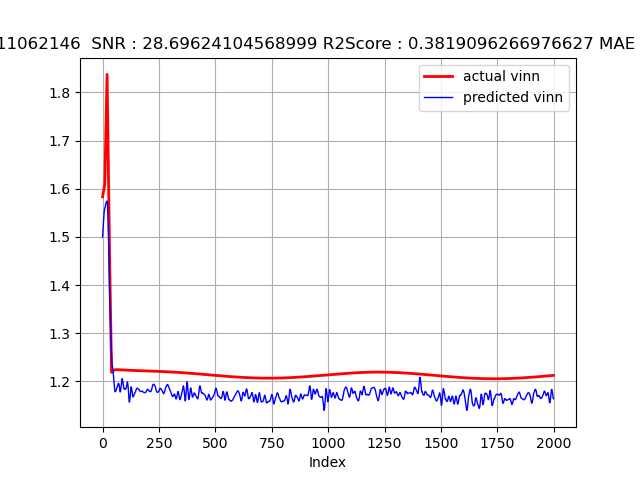 11062146 SNR : 28.69624104568999 R2Score : 0.3819096266976627 MAE
actual vinn
predicted vinn
1.8
1.7
1.6
1.5
1.4
1.3
1.2
0 250 500 750 1000 1250 1500 1750 2000
Index